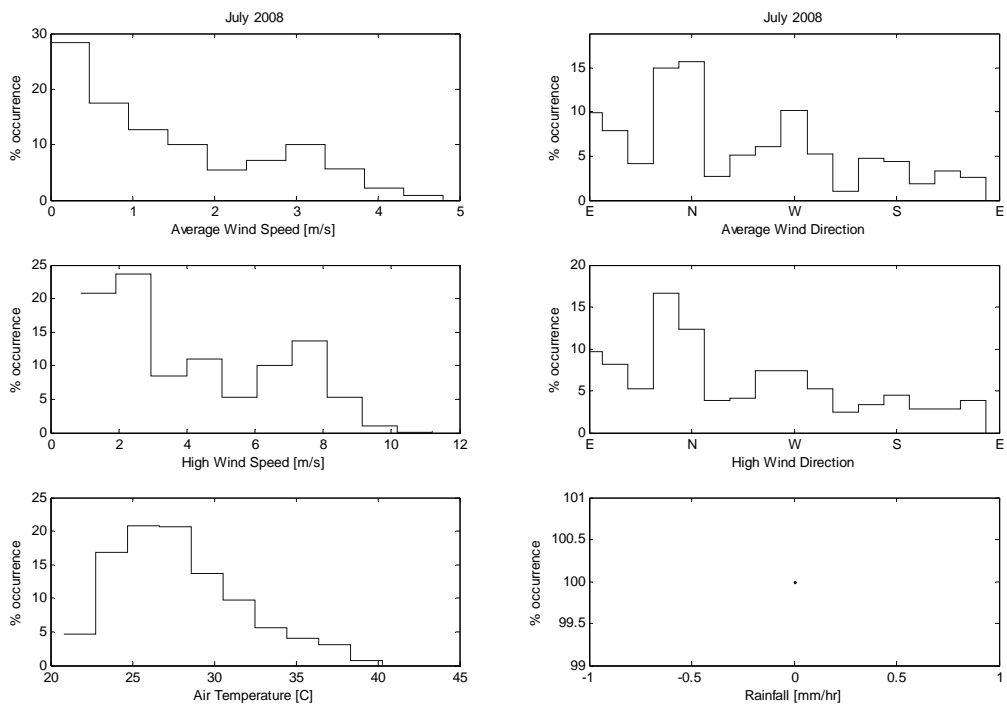 July 2008
30
20
10
0
% occurrence
0 1 2 3 4 5
Average Wind Speed [m/s]
July 2008
15
10
5
0
% occurrence
E N W S E
Average Wind Direction
25
20
15
10
5
0
% occurrence
0 2 4 6 8 10 12
High Wind Speed [m/s]
20
15
10
5
0
% occurrence
E N W S E
High Wind Direction
25
20
15
10
5
0
% occurrence
20 25 30 35 40 45
Air Temperature [C]
101
100.5
100
99.5
99
% occurrence
-1 -0.5 0 0.5 1
Rainfall [mm/hr]